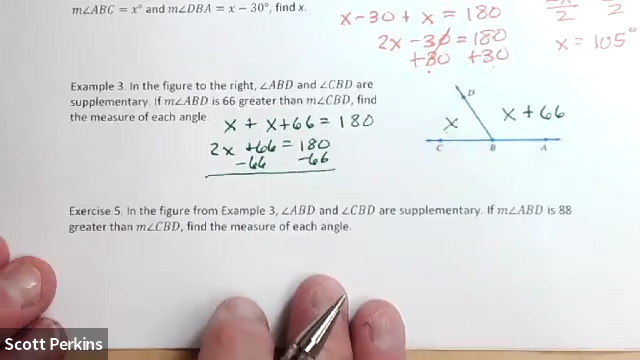 m∠ABC = x° and m∠DBA = x − 30°, find x.
x − 30 + x = 180
2x − 30 = 180
+30 +30
2 2
x = 105°
Example 3. In the figure to the right, ∠ABD and ∠CBD are
supplementary. If m∠ABD is 66 greater than m∠CBD, find
the measure of each angle.
x + x + 66 = 180
2x + 66 = 180
−66 −66
D
x
x + 66
C B A
Exercise 5. In the figure from Example 3, ∠ABD and ∠CBD are supplementary. If m∠ABD is 88
greater than m∠CBD, find the measure of each angle.
Scott Perkins